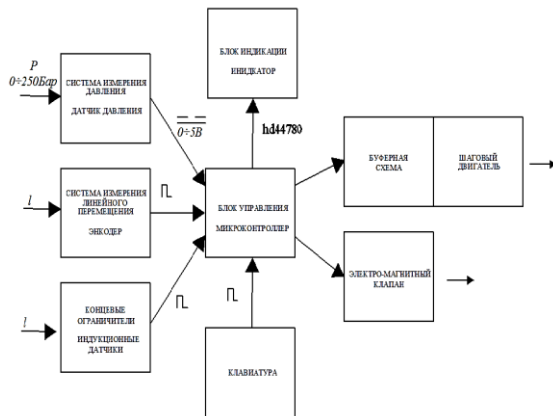 P
0÷250Бар
СИСТЕМА ИЗМЕРЕНИЯ
ДАВЛЕНИЯ
ДАТЧИК ДАВЛЕНИЯ
0÷5В
БЛОК ИНДИКАЦИИ
ИНИДКАТОР
hd44780
l
СИСТЕМА ИЗМЕРЕНИЯ
ЛИНЕЙНОГО
ПЕРЕМЕЩЕНИЯ
ЭНКОДЕР
БЛОК УПРАВЛЕНИЯ
МИКРОКОНТРОЛЛЕР
БУФЕРНАЯ
СХЕМА
ШАГОВЫЙ
ДВИГАТЕЛЬ
ЭЛЕКТРО-МАГНИТНЫЙ
КЛАПАН
l
КОНЦЕВЫЕ
ОГРАНИЧИТЕЛИ
ИНДУКЦИОННЫЕ
ДАТЧИКИ
КЛАВИАТУРА